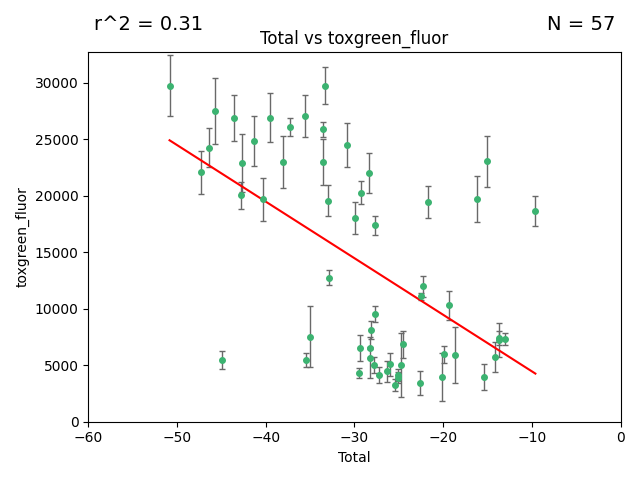 r^2 = 0.31
N = 57
Total vs toxgreen_fluor
toxgreen_fluor
30000
25000
20000
15000
10000
5000
0
−60
−50
−40
−30
−20
−10
0
Total